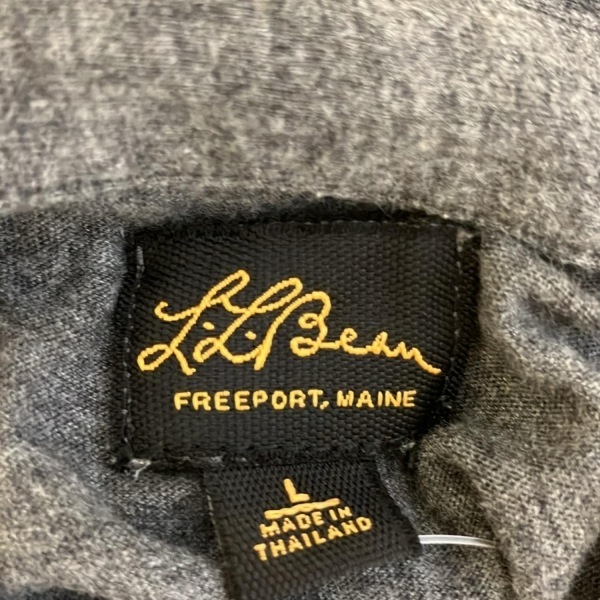 L.L.Bean
FREEPORT, MAINE
L
MADE IN
THAILAND